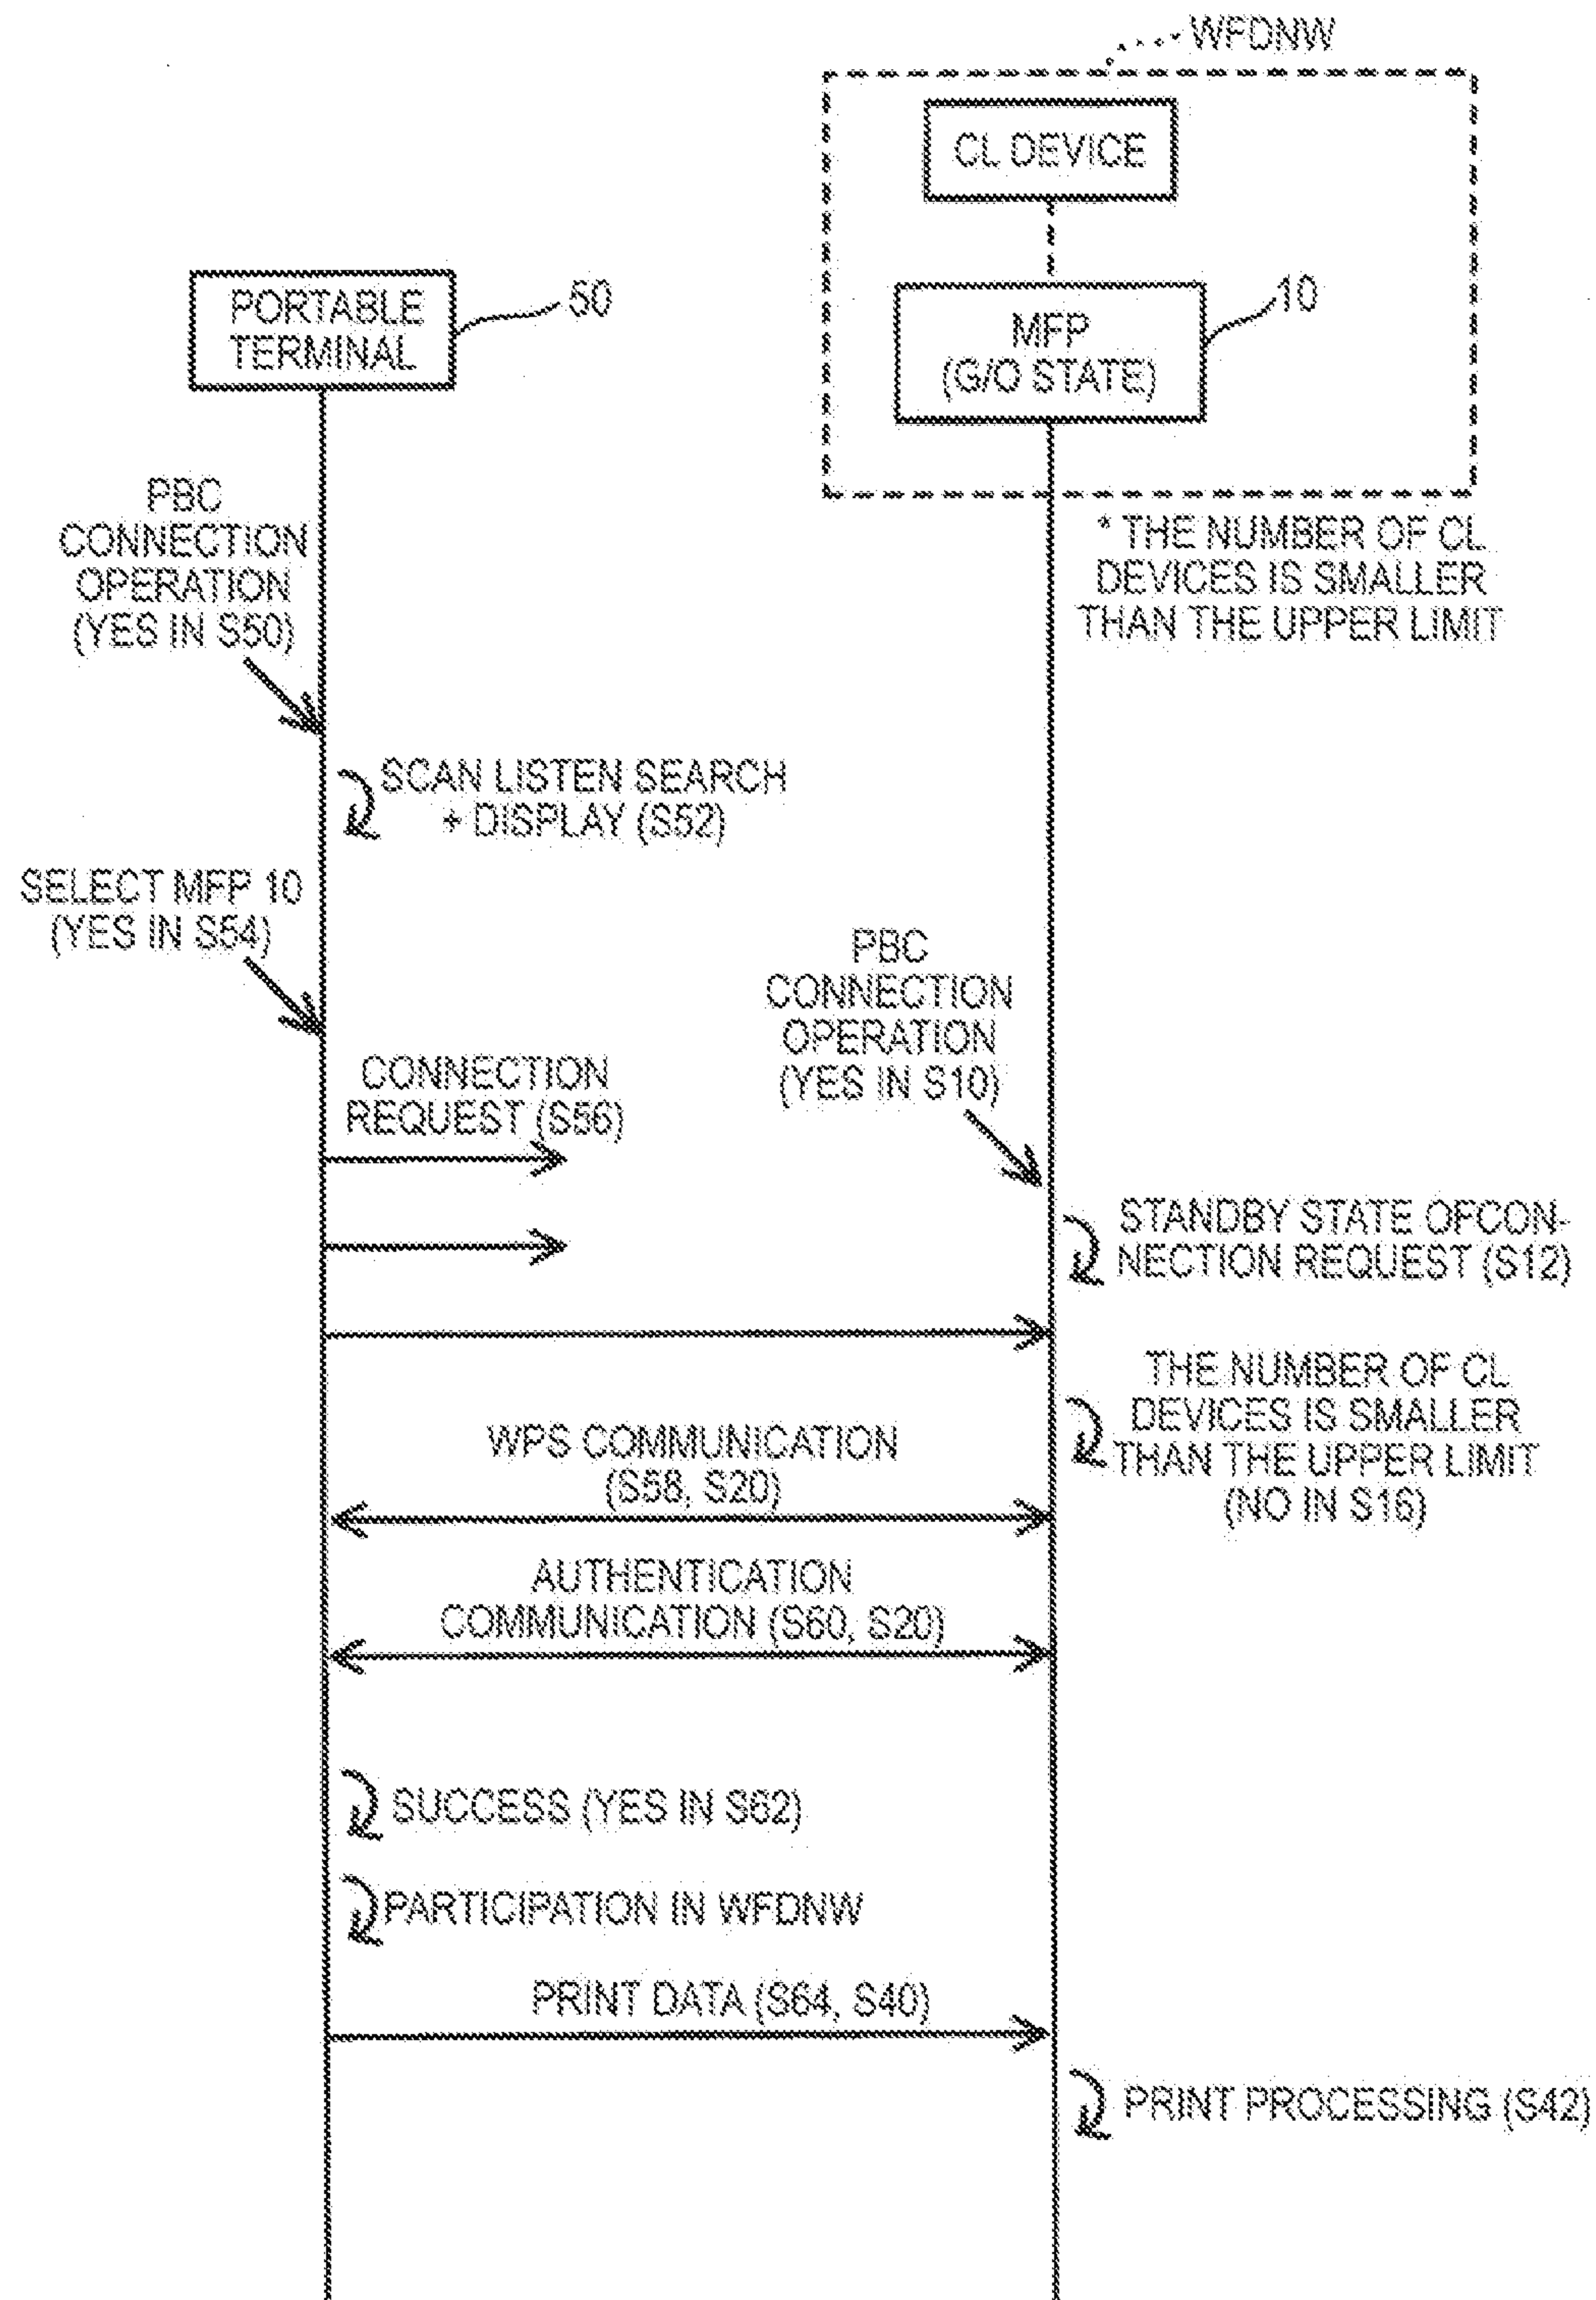 WFDNW
CL DEVICE
PORTABLE
TERMINAL
50
MFP
(G/O STATE)
10
* THE NUMBER OF CL
DEVICES IS SMALLER
THAN THE UPPER LIMIT
PBC
CONNECTION
OPERATION
(YES IN S50)
SCAN LISTEN SEARCH
+ DISPLAY (S52)
SELECT MFP 10
(YES IN S54)
PBC
CONNECTION
OPERATION
(YES IN S10)
CONNECTION
REQUEST (S56)
STANDBY STATE OFCON-
NECTION REQUEST (S12)
THE NUMBER OF CL
DEVICES IS SMALLER
THAN THE UPPER LIMIT
(NO IN S16)
WPS COMMUNICATION
(S58, S20)
AUTHENTICATION
COMMUNICATION (S60, S20)
SUCCESS (YES IN S62)
PARTICIPATION IN WFDNW
PRINT DATA (S64, S40)
PRINT PROCESSING (S42)